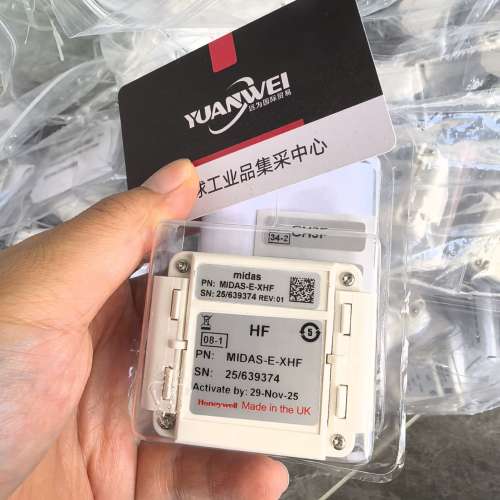 YUANWEI
远为国际贸易
球工业品集采中心
34-2
CH3F
midas
PN: MIDAS-E-XHF
SN: 25/639374 REV:01
HF
5
08-1
PN: MIDAS-E-XHF
SN: 25/639374
Activate by: 29-Nov-25
Honeywell Made in the UK